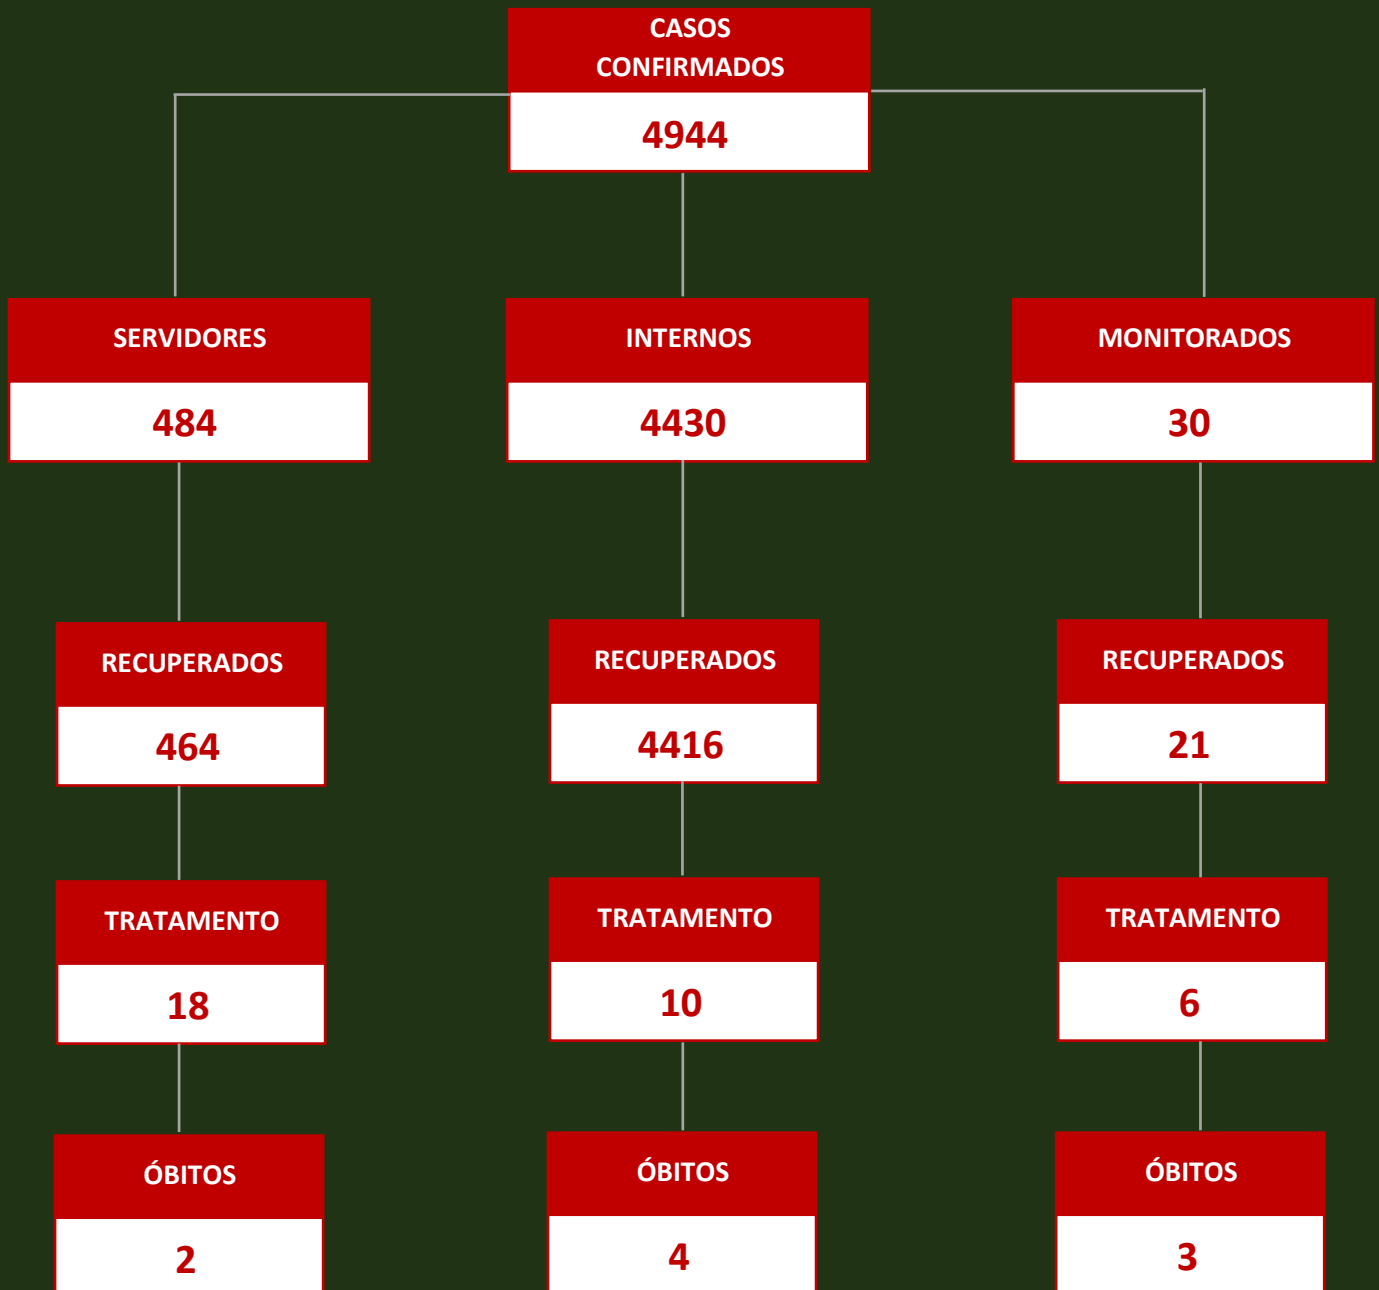 CASOS
CONFIRMADOS
4944
SERVIDORES
INTERNOS
MONITORADOS
484
4430
30
RECUPERADOS
RECUPERADOS
RECUPERADOS
464
4416
21
TRATAMENTO
TRATAMENTO
TRATAMENTO
18
10
6
ÓBITOS
ÓBITOS
ÓBITOS
2
4
3